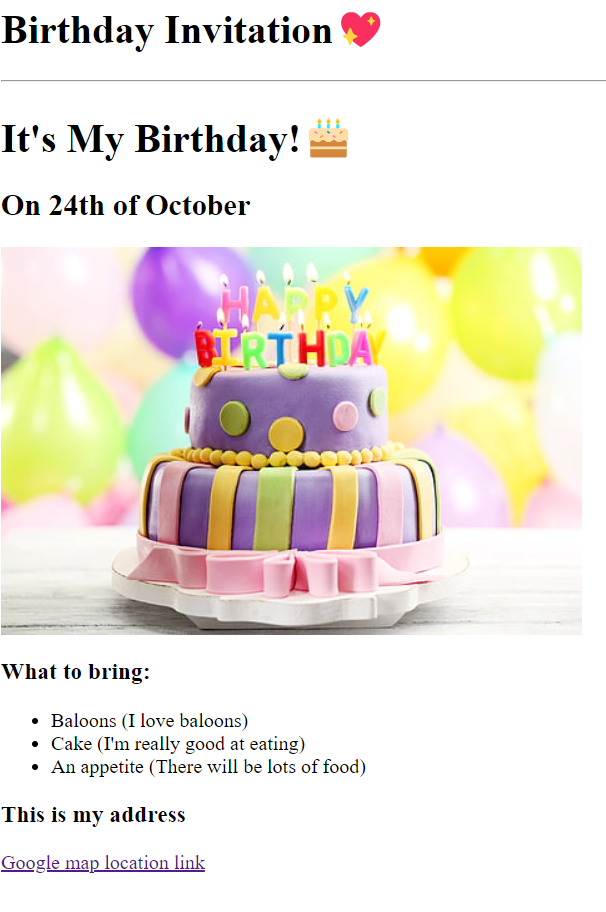 Birthday Invitation 💖
It's My Birthday! 🎂
On 24th of October
HAPPY
BIRTHDAY
What to bring:
• Baloons (I love baloons)
• Cake (I'm really good at eating)
• An appetite (There will be lots of food)
This is my address
Google map location link